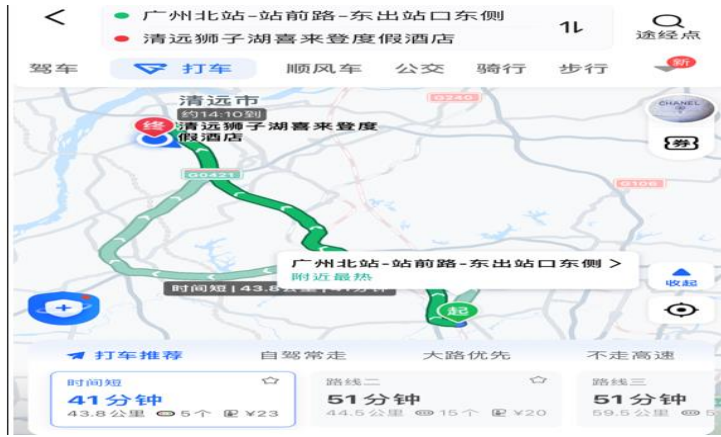 广州北站-站前路-东出站口东侧
清远狮子湖喜来登度假酒店
途经点
驾车 打车 顺风车 公交 骑行 步行 新
清远市
G240
CHANEL
约14:10到
终 清远狮子湖喜来登度
假酒店
券
G0421
G106
广州北站-站前路-东出站口东侧 >
附近最热
收起
时间短 | 43.8公里 | 41分钟
起
打车推荐 自驾常走 大路优先 不走高速
时间短 路线二 路线三
41分钟 51分钟 51分钟
43.8公里 5个 ¥23 44.5公里 15个 ¥20 59.5公里 5